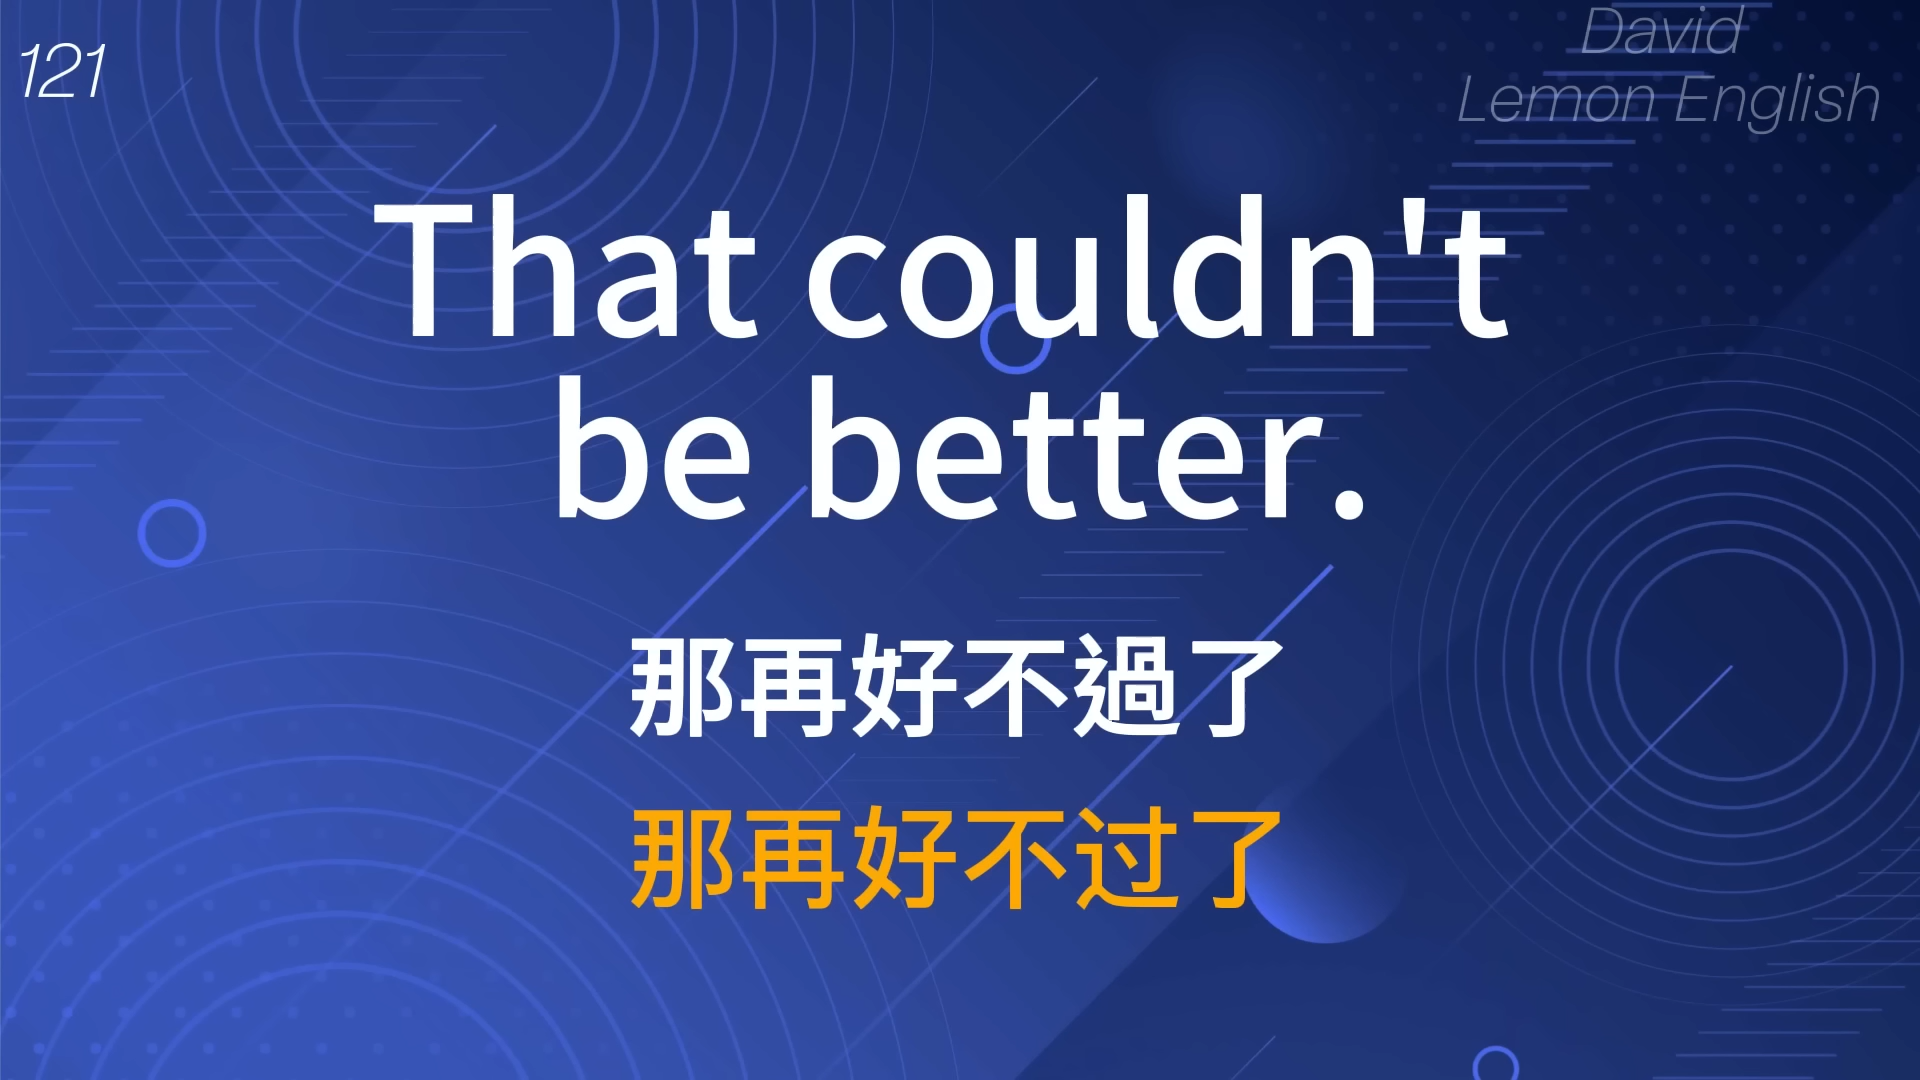 121
David
Lemon English
That couldn't
be better.
那再好不過了
那再好不过了